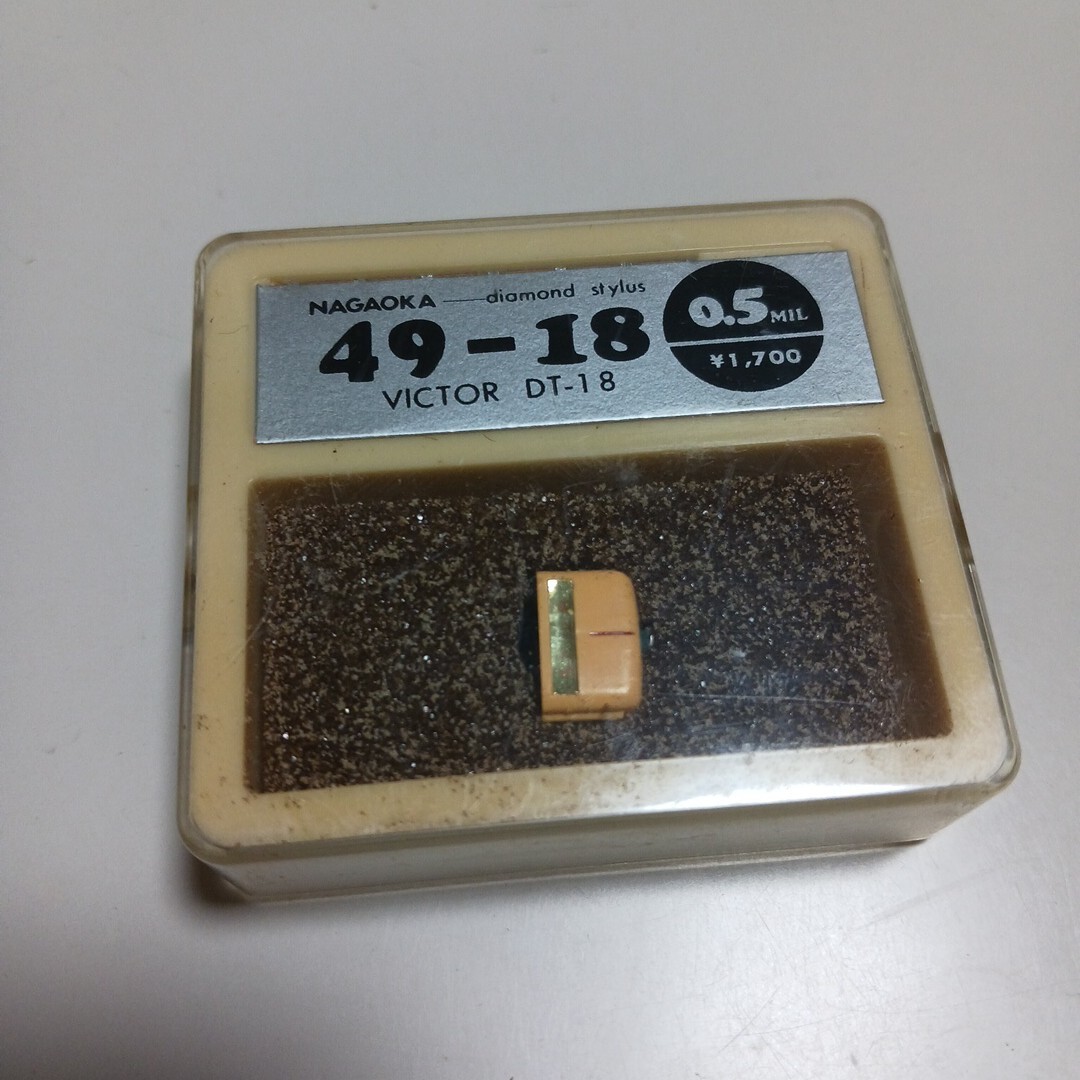 NAGAOKA — diamond stylus
49-18
VICTOR DT-18
0.5 MIL
¥1,700